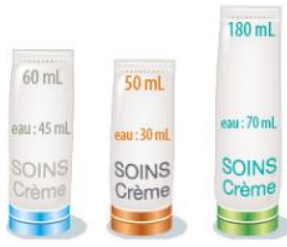 60 mL
eau : 45 mL
SOINS
Crème
50 mL
eau : 30 mL
SOINS
Crème
180 mL
eau : 70 mL
SOINS
Crème